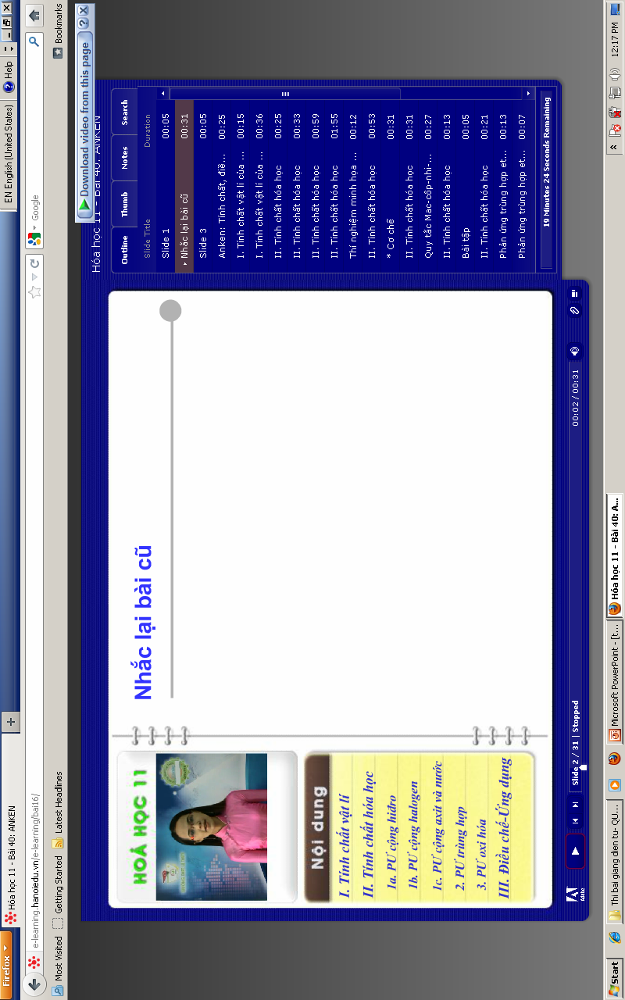 Firefox
Hóa học 11 - Bài 40: ANKEN
EN English (United States)
Help
e-learning.hanoiedu.vn/e-learning/bai16/
Google
Most Visited
Getting Started
Latest Headlines
Bookmarks
Download video from this page
Hóa học 11 - Bài 40: ANKEN
HOÁ HỌC 11
Nội dung
I. Tính chất vật lí
II. Tính chất hóa học
1a. PƯ cộng hiđro
1b. PƯ cộng halogen
1c. PƯ cộng axit và nước
2. PƯ trùng hợp
3. PƯ oxi hóa
III. Điều chế-Ứng dụng
Nhắc lại bài cũ
Outline Thumb Notes Search
Slide Title Duration
Slide 1 00:05
Nhắc lại bài cũ 00:31
Slide 3 00:05
Anken: Tính chất, điề... 00:25
I. Tính chất vật lí của ... 00:15
I. Tính chất vật lí của ... 00:36
II. Tính chất hóa học 00:25
II. Tính chất hóa học 00:33
II. Tính chất hóa học 00:59
II. Tính chất hóa học 01:55
Thí nghiệm minh họa ... 00:12
II. Tính chất hóa học 00:53
* Cơ chế 00:31
II. Tính chất hóa học 00:31
Quy tắc Mac-côp-nhi-... 00:27
II.Tính chất hóa học 00:13
Bài tập 00:05
II. Tính chất hóa học 00:21
Phản ứng trùng hợp et... 00:13
Phản ứng trùng hợp et... 00:07
19 Minutes 24 Seconds Remaining
Adobe
Slide 2 / 31 | Stopped
00:02 / 00:31
Start
Thi bai giang dien tu- QU...
Microsoft PowerPoint - [t...
Hóa học 11 - Bài 40: A...
12:17 PM